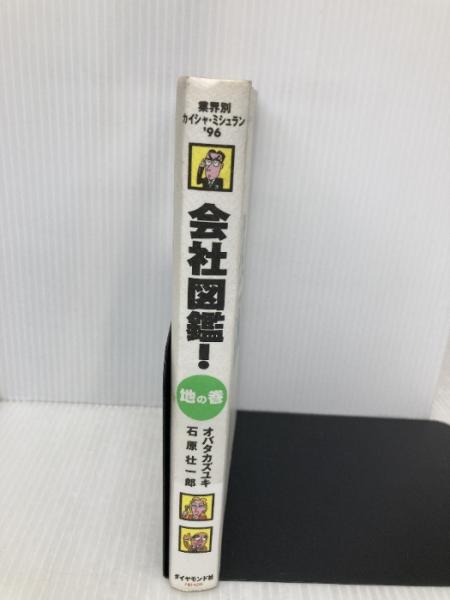 業界別
カイシャ・ミシュラン
'96
会社図鑑!
地の巻
オバタカズユキ
石原壮一郎
ダイヤモンド社